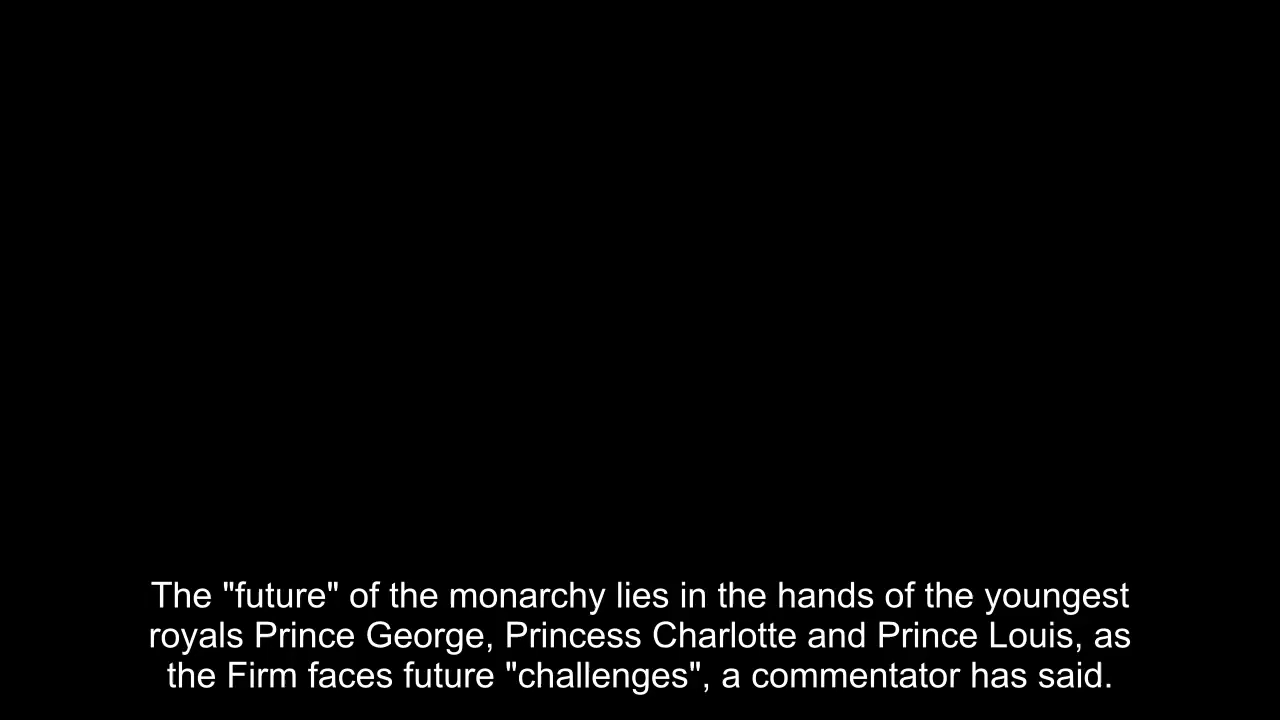 The "future" of the monarchy lies in the hands of the youngest
royals Prince George, Princess Charlotte and Prince Louis, as
the Firm faces future "challenges", a commentator has said.